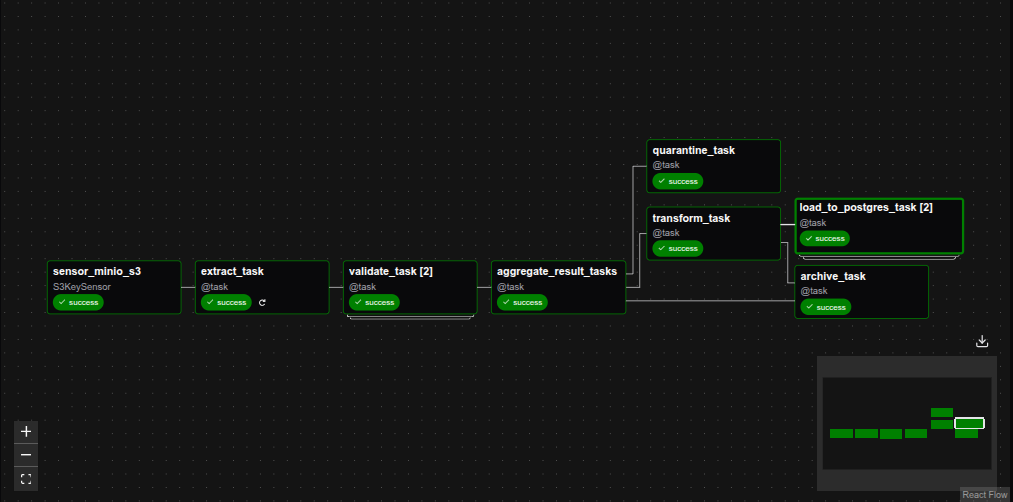 quarantine_task
@task
success
transform_task
@task
success
load_to_postgres_task [2]
@task
success
sensor_minio_s3
S3KeySensor
success
extract_task
@task
success
validate_task [2]
@task
success
aggregate_result_tasks
@task
success
archive_task
@task
success
React Flow